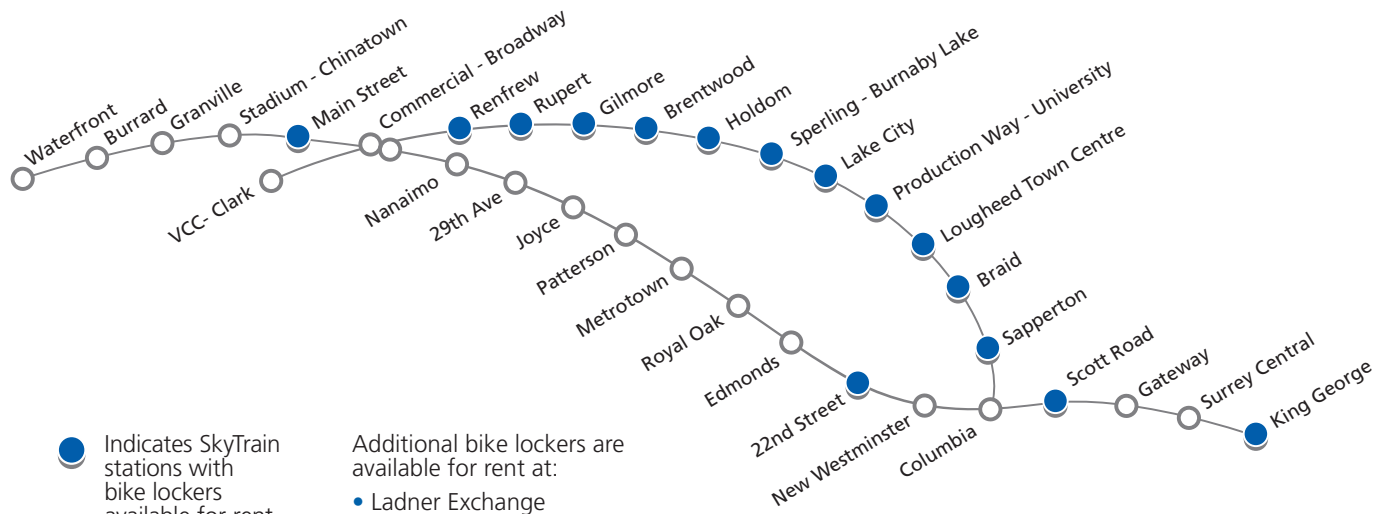 Waterfront
Burrard
Granville
Stadium - Chinatown
Main Street
Commercial - Broadway
Renfrew
Rupert
Gilmore
Brentwood
Holdom
Sperling - Burnaby Lake
Lake City
Production Way - University
Lougheed Town Centre
Braid
Sapperton
VCC- Clark
Nanaimo
29th Ave
Joyce
Patterson
Metrotown
Royal Oak
Edmonds
22nd Street
New Westminster
Columbia
Scott Road
Gateway
Surrey Central
King George
Indicates SkyTrain
stations with
bike lockers
available for rent
Additional bike lockers are
available for rent at:
• Ladner Exchange